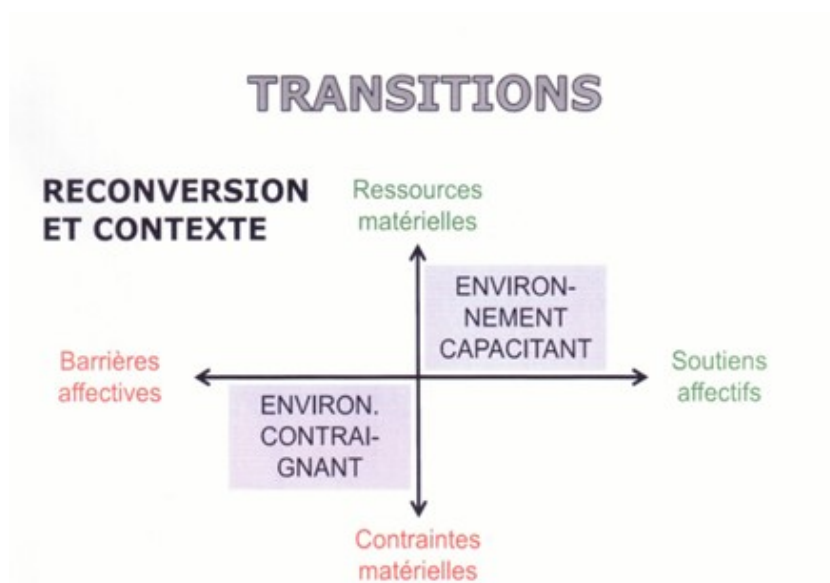 TRANSITIONS
RECONVERSION
ET CONTEXTE
Ressources
matérielles
ENVIRON-
NEMENT
CAPACITANT
Barrières
affectives
Soutiens
affectifs
ENVIRON.
CONTRAI-
GNANT
Contraintes
matérielles